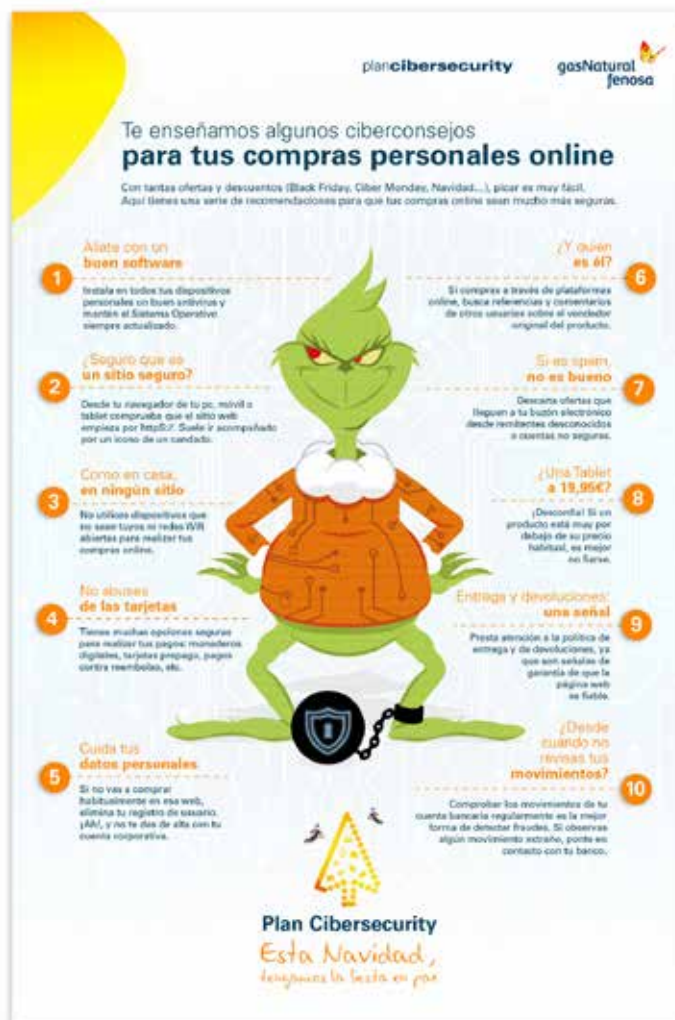 plancibersecurity
gasNatural
fenosa
Te enseñamos algunos ciberconsejos
para tus compras personales online
Con tantas ofertas y descuentos (Black Friday, Ciber Monday, Navidad...), picar es muy fácil.
Aquí tienes una serie de recomendaciones para que tus compras online sean mucho más seguras.
1
Alíate con un
buen software
Instala en todos tus dispositivos
personales un buen antivirus y
mantén el Sistema Operativo
siempre actualizado.
2
¿Seguro que es
un sitio seguro?
Desde tu navegador de tu pc, móvil o
tablet comprueba que el sitio web
empieza por httpS:/. Suele ir acompañado
por un icono de un candado.
3
Como en casa,
en ningún sitio
No utilices dispositivos que
no sean tuyos ni redes Wifi
abiertas para realizar tus
compras online.
4
No abuses
de las tarjetas
Tienes muchas opciones seguras
para realizar tus pagos: monederos
digitales, tarjetas prepago, pagos
contra reembolso, etc.
5
Cuida tus
datos personales
Si no vas a comprar
habitualmente en esa web,
elimina tu registro de usuario.
¡Ah!, y no te des de alta con tu
cuenta corporativa.
¿Y quién
es él?
6
Si compras a través de plataformas
online, busca referencias y comentarios
de otros usuarios sobre el vendedor
original del producto.
Si es spam,
no es bueno
7
Descarta ofertas que
lleguen a tu buzón electrónico
desde remitentes desconocidos
o cuentas no seguras.
¿Una Tablet
a 19,95€?
8
¡Desconfía! Si un
producto está muy por
debajo de su precio
habitual, es mejor
no fiarse.
Entrega y devoluciones:
una señal
9
Presta atención a la política de
entrega y de devoluciones, ya
que son señales de
garantía de que la
página web
es fiable.
¿Desde
cuándo no
revisas tus
movimientos?
10
Comprobar los movimientos de tu
cuenta bancaria regularmente es la mejor
forma de detectar fraudes. Si observas
algún movimiento extraño, ponte en
contacto con tu banco.
Plan Cibersecurity
Esta Navidad,
tengamos la fiesta en paz